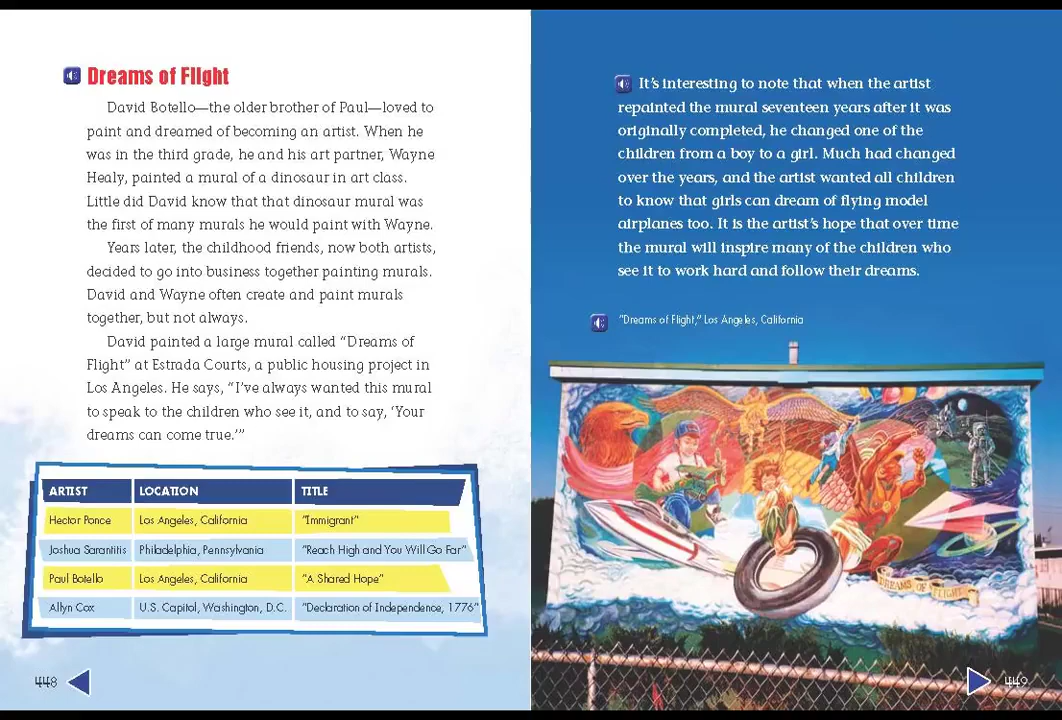 Dreams of Flight
David Botello—the older brother of Paul—loved to
paint and dreamed of becoming an artist. When he
was in the third grade, he and his art partner, Wayne
Healy, painted a mural of a dinosaur in art class.
Little did David know that that dinosaur mural was
the first of many murals he would paint with Wayne.
Years later, the childhood friends, now both artists,
decided to go into business together painting murals.
David and Wayne often create and paint murals
together, but not always.
David painted a large mural called “Dreams of
Flight” at Estrada Courts, a public housing project in
Los Angeles. He says, “I’ve always wanted this mural
to speak to the children who see it, and to say, ‘Your
dreams can come true.’”
ARTIST LOCATION TITLE
Hector Ponce Los Angeles, California “Immigrant”
Joshua Sarantitis Philadelphia, Pennsylvania “Reach High and You Will Go Far”
Paul Botello Los Angeles, California “A Shared Hope”
Allyn Cox U.S. Capitol, Washington, D.C. “Declaration of Independence, 1776”
448
It’s interesting to note that when the artist
repainted the mural seventeen years after it was
originally completed, he changed one of the
children from a boy to a girl. Much had changed
over the years, and the artist wanted all children
to know that girls can dream of flying model
airplanes too. It is the artist’s hope that over time
the mural will inspire many of the children who
see it to work hard and follow their dreams.
“Dreams of Flight,” Los Angeles, California
DREAMS OF FLIGHT
449